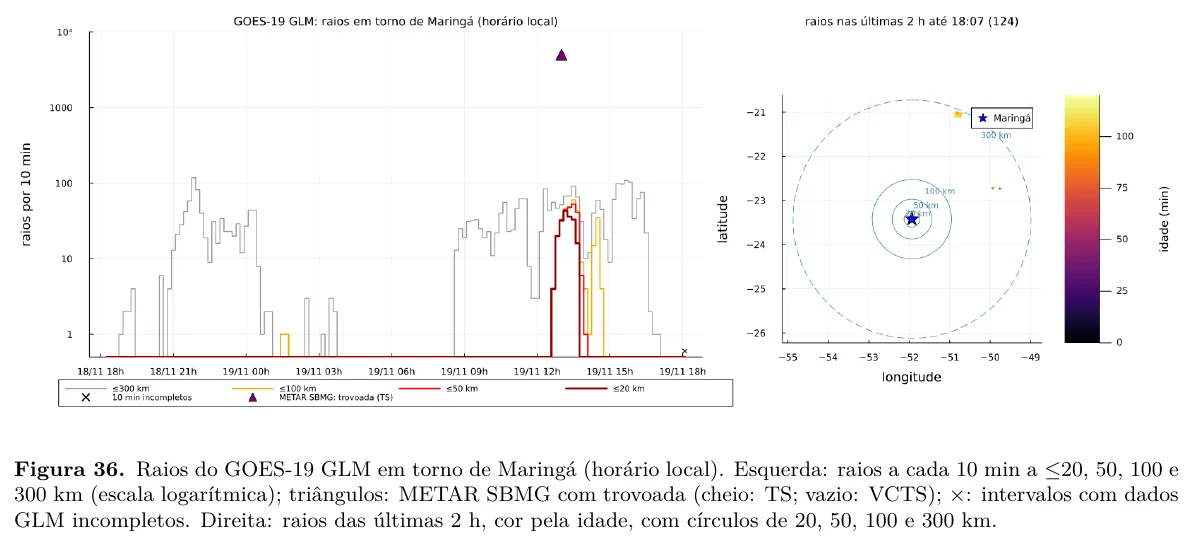 GOES-19 GLM: raios em torno de Maringá (horário local)
raios por 10 min
10⁴
1000
100
10
1
18/11 18h 18/11 21h 19/11 00h 19/11 03h 19/11 06h 19/11 09h 19/11 12h 19/11 15h 19/11 18h
≤300 km ≤100 km ≤50 km ≤20 km
10 min incompletos METAR SBMG: trovoada (TS)
raios nas últimas 2 h até 18:07 (124)
latitude
−21
−22
−23
−24
−25
−26
Maringá
300 km
100 km
50 km
20 km
−55 −54 −53 −52 −51 −50 −49
longitude
100
75
50
25
0
idade (min)
Figura 36. Raios do GOES-19 GLM em torno de Maringá (horário local). Esquerda: raios a cada 10 min a ≤20, 50, 100 e
300 km (escala logarítmica); triângulos: METAR SBMG com trovoada (cheio: TS; vazio: VCTS); ×: intervalos com dados
GLM incompletos. Direita: raios das últimas 2 h, cor pela idade, com círculos de 20, 50, 100 e 300 km.